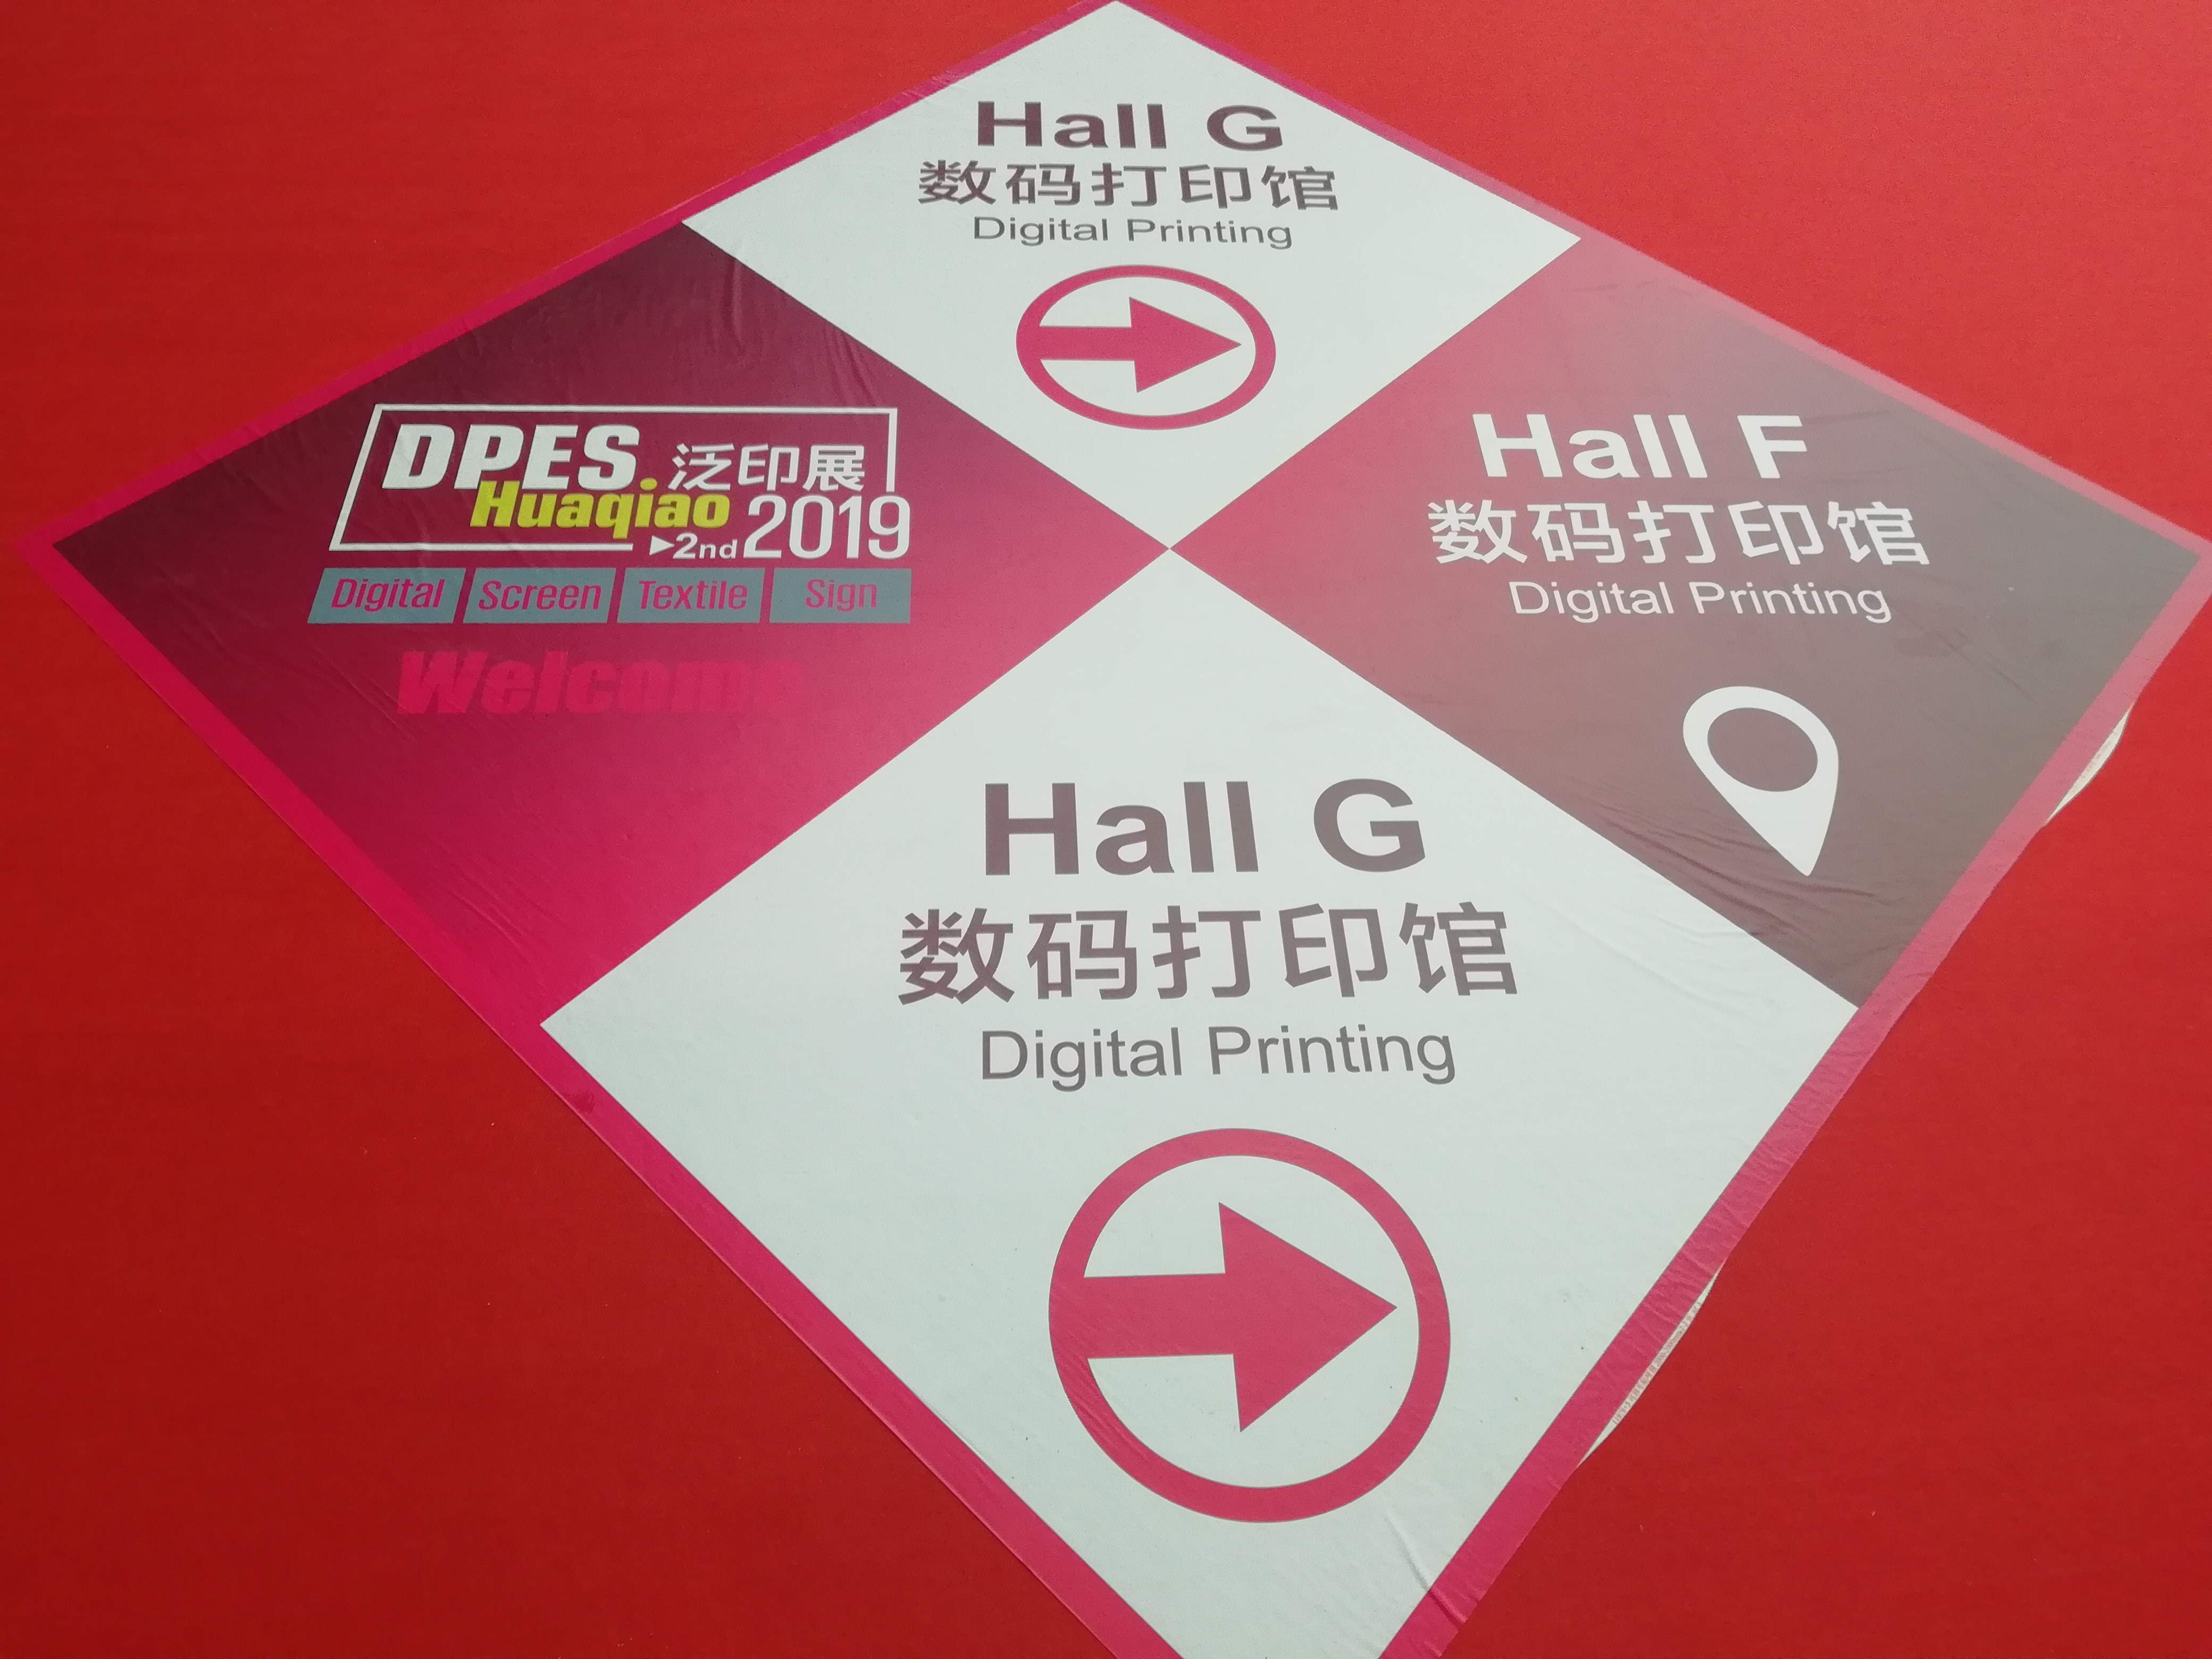 Hall G
数码打印馆
Digital Printing
DPES 泛印展
Huaqiao 2019
▶2nd
Digital Screen Textile Sign
Welcome
Hall F
数码打印馆
Digital Printing
Hall G
数码打印馆
Digital Printing